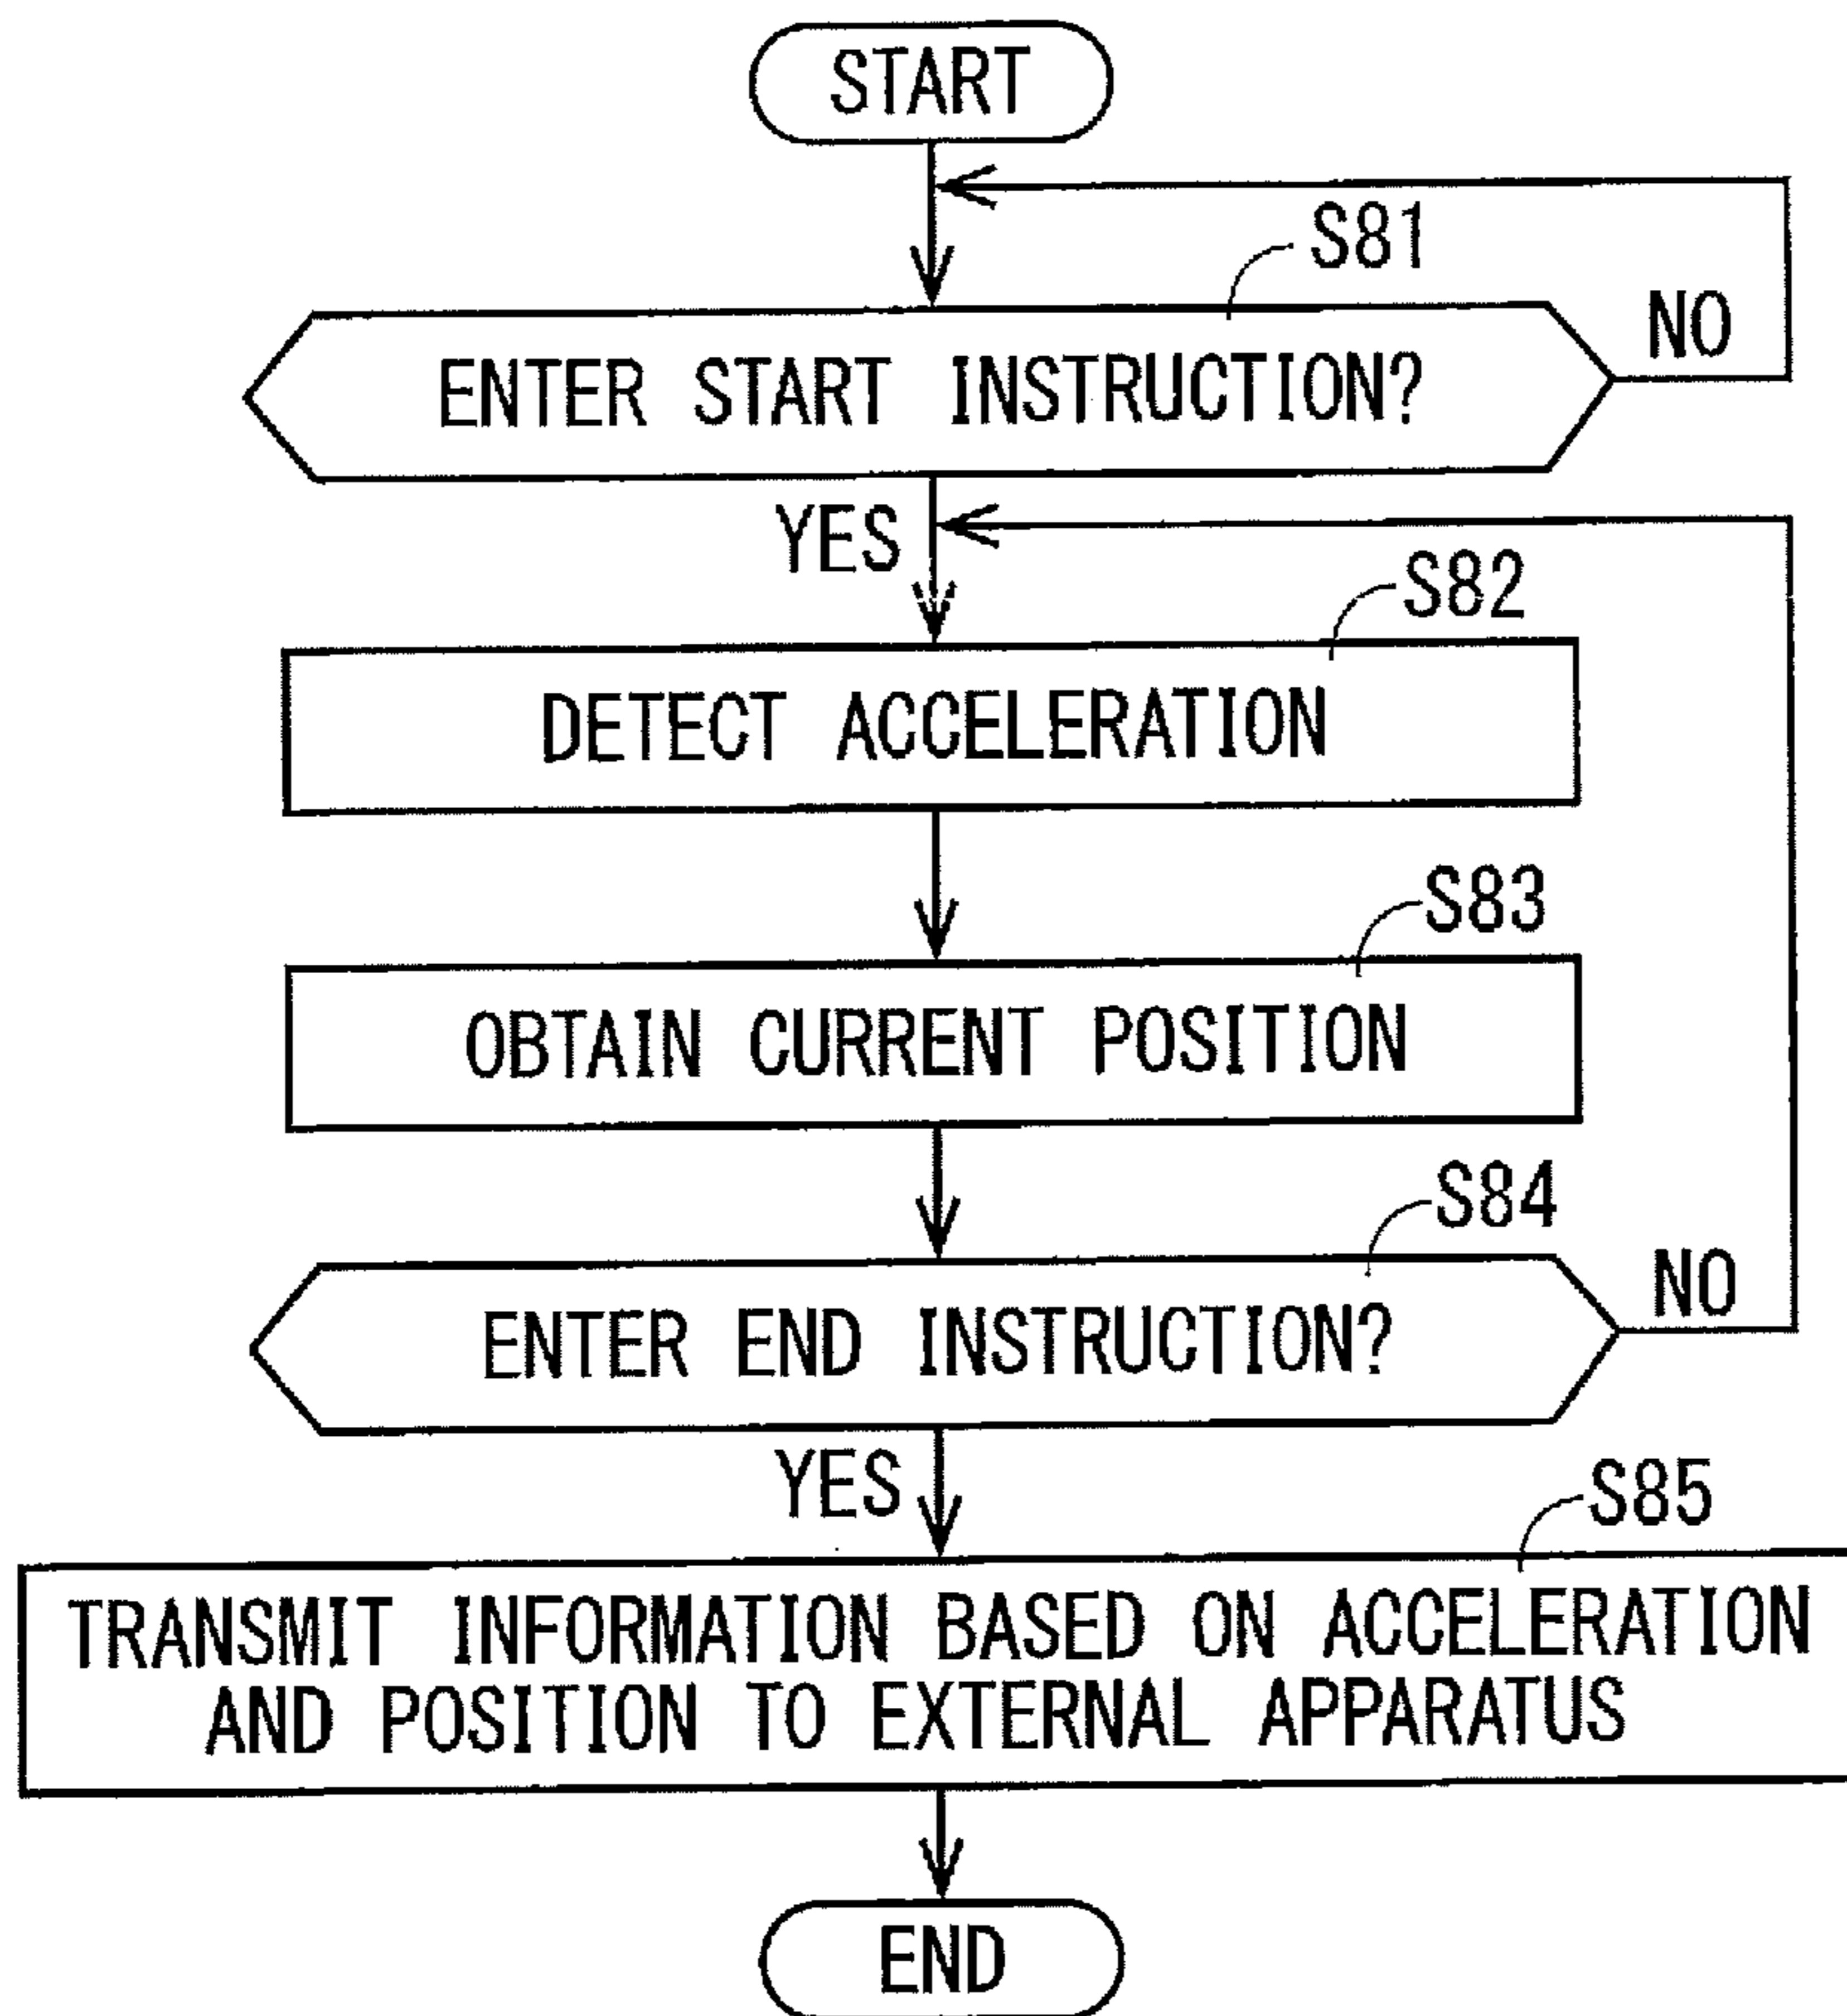 START
S81
ENTER START INSTRUCTION?
NO
YES
S82
DETECT ACCELERATION
S83
OBTAIN CURRENT POSITION
S84
ENTER END INSTRUCTION?
NO
YES
S85
TRANSMIT INFORMATION BASED ON ACCELERATION
AND POSITION TO EXTERNAL APPARATUS
END